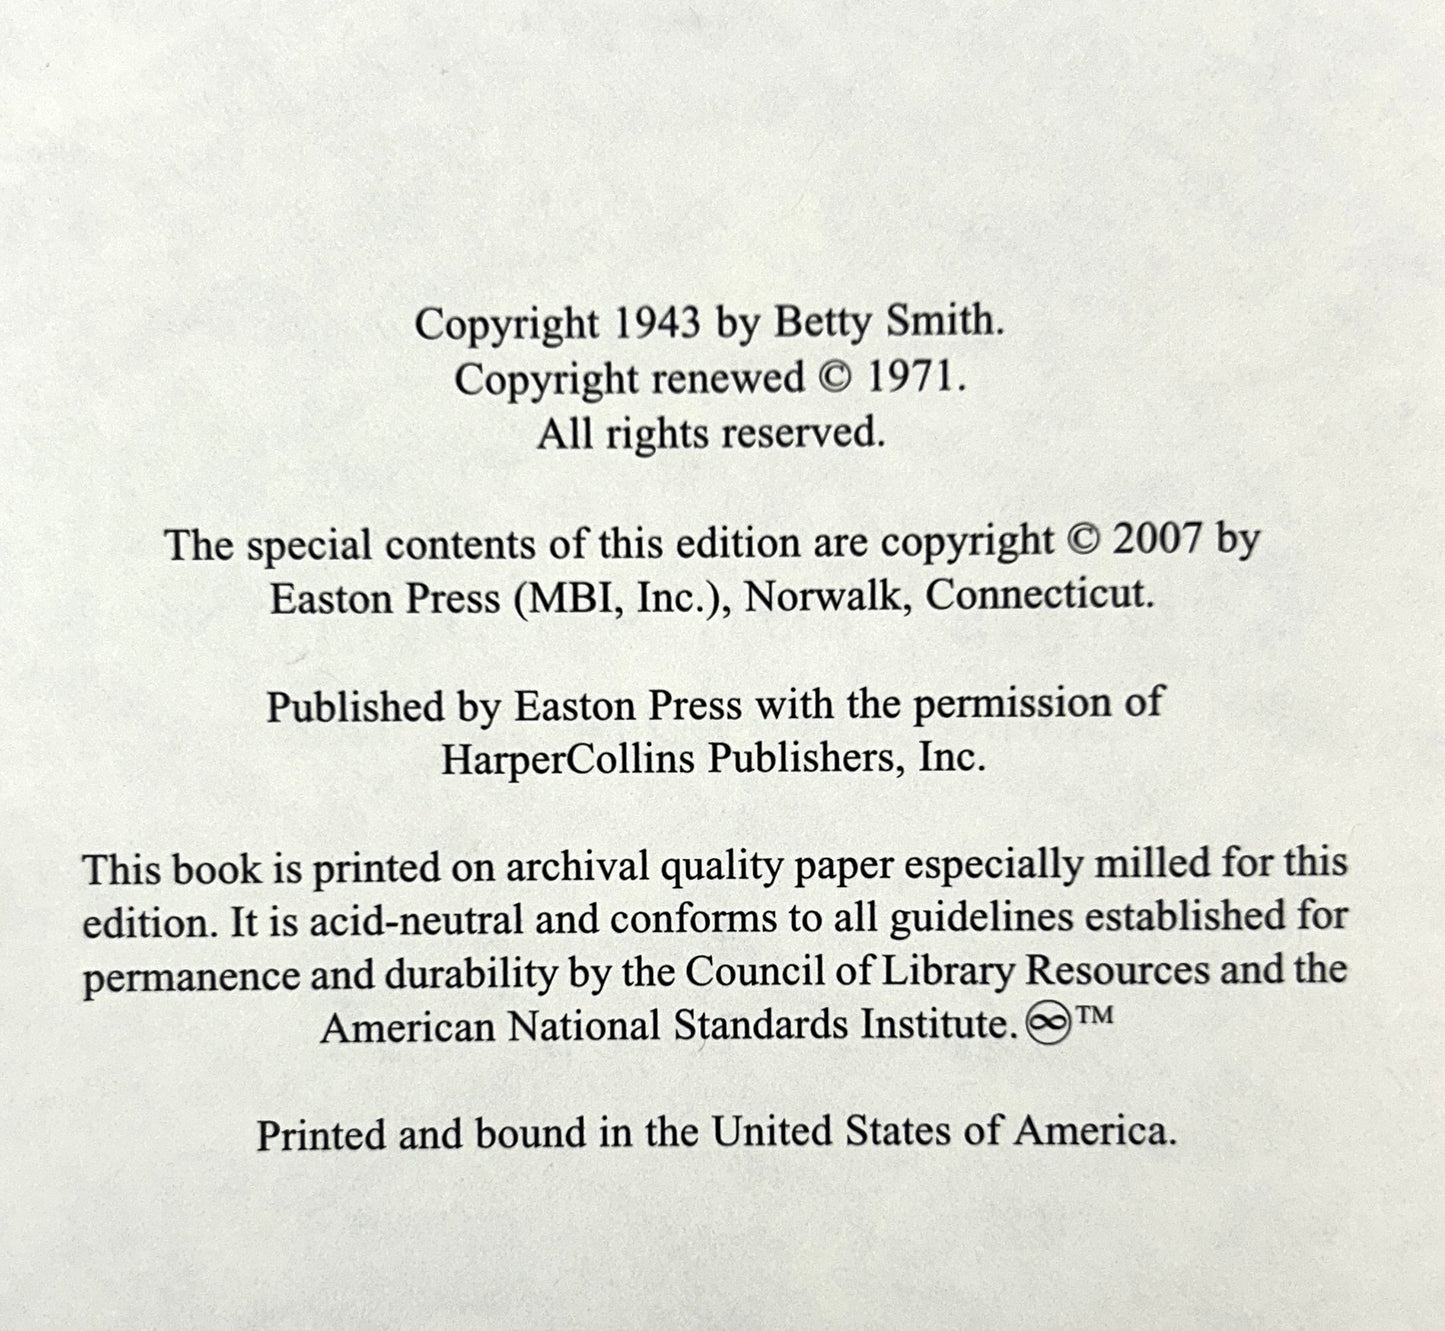 Copyright 1943 by Betty Smith.
Copyright renewed © 1971.
All rights reserved.
The special contents of this edition are copyright © 2007 by
Easton Press (MBI, Inc.), Norwalk, Connecticut.
Published by Easton Press with the permission of
HarperCollins Publishers, Inc.
This book is printed on archival quality paper especially milled for this
edition. It is acid-neutral and conforms to all guidelines established for
permanence and durability by the Council of Library Resources and the
American National Standards Institute. ♾™
Printed and bound in the United States of America.